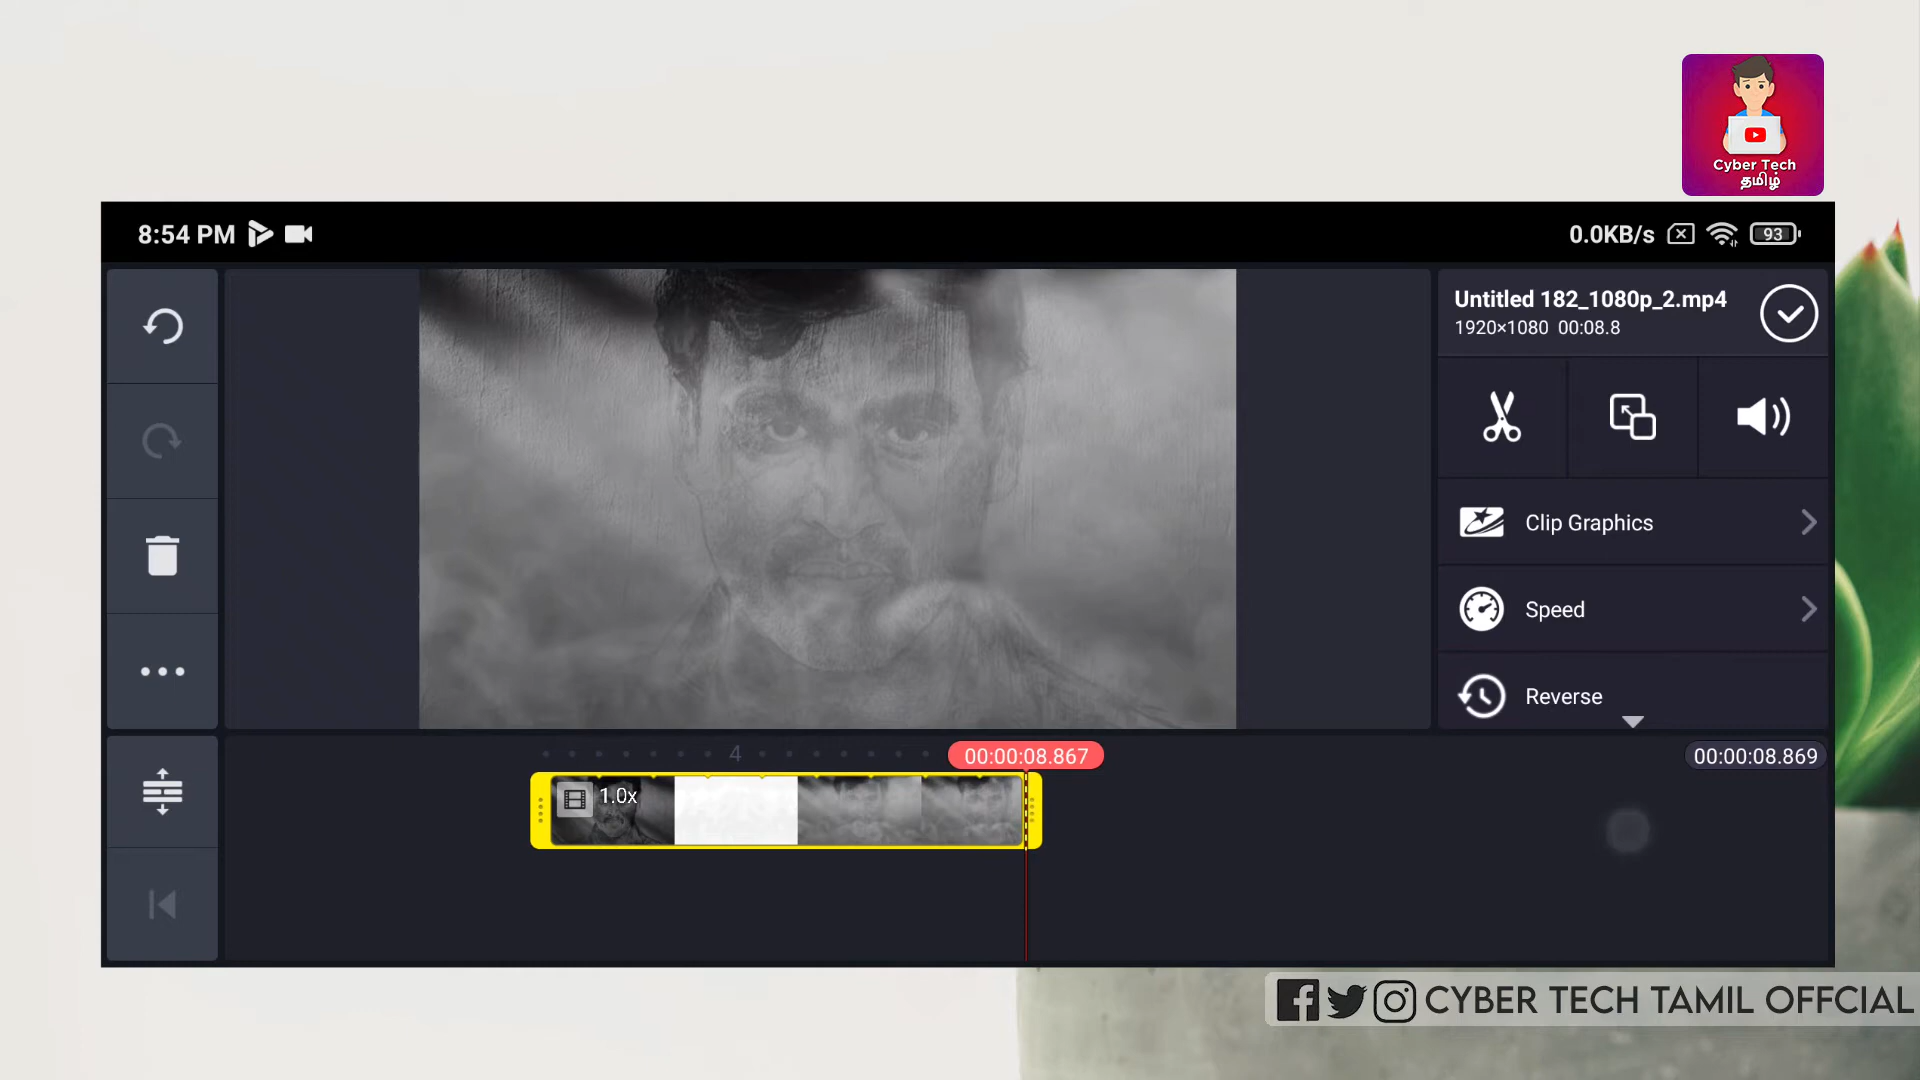 Cyber Tech
தமிழ்
8:54 PM
0.0KB/s
93
Untitled 182_1080p_2.mp4
1920×1080 00:08.8
Clip Graphics
Speed
Reverse
4
00:00:08.867
00:00:08.869
1.0x
CYBER TECH TAMIL OFFCIAL